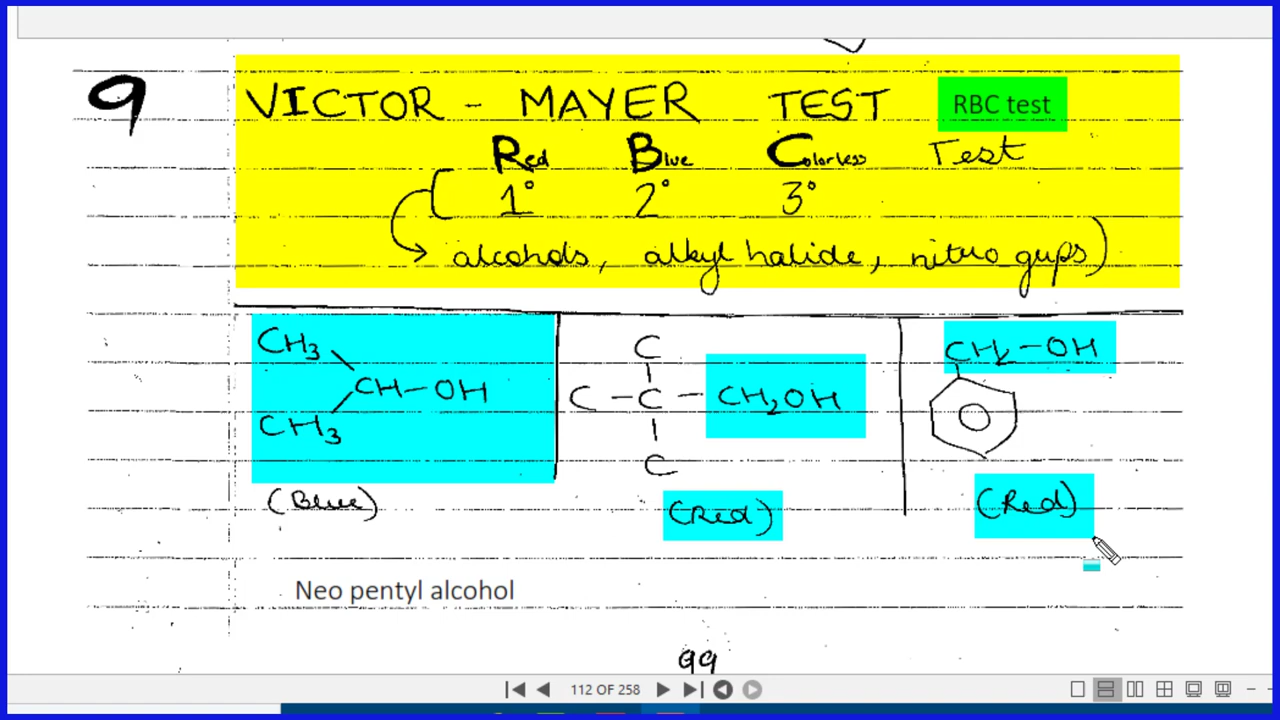 9
VICTOR - MAYER TEST RBC test
Red Blue Colorless Test
1° 2° 3°
alcohols, alkyl halide, nitro gups)
CH3
CH-OH
CH3
(Blue)
C
C-C-CH2OH
C
(Red)
CH2-OH
(Red)
Neo pentyl alcohol
99
112 OF 258